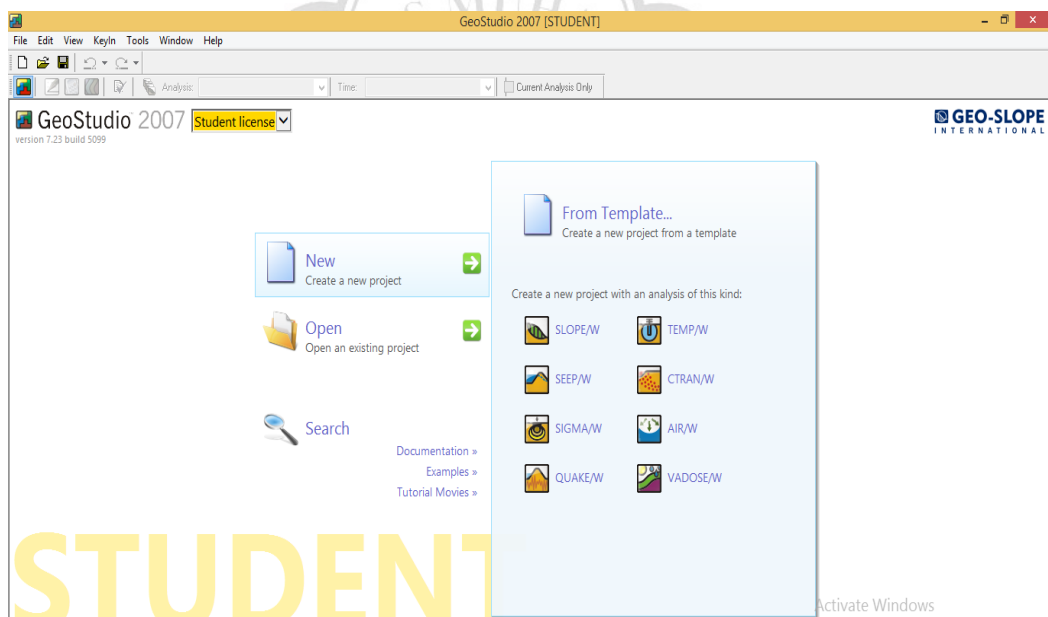 GeoStudio 2007 [STUDENT]
File Edit View KeyIn Tools Window Help
Analysis: Time: Current Analysis Only
GeoStudio 2007 Student license
version 7.23 build 5099
GEO-SLOPE
INTERNATIONAL
New
Create a new project
Open
Open an existing project
Search
Documentation »
Examples »
Tutorial Movies »
From Template...
Create a new project from a template
Create a new project with an analysis of this kind:
SLOPE/W TEMP/W
SEEP/W CTRAN/W
SIGMA/W AIR/W
QUAKE/W VADOSE/W
STUDENT
Activate Windows